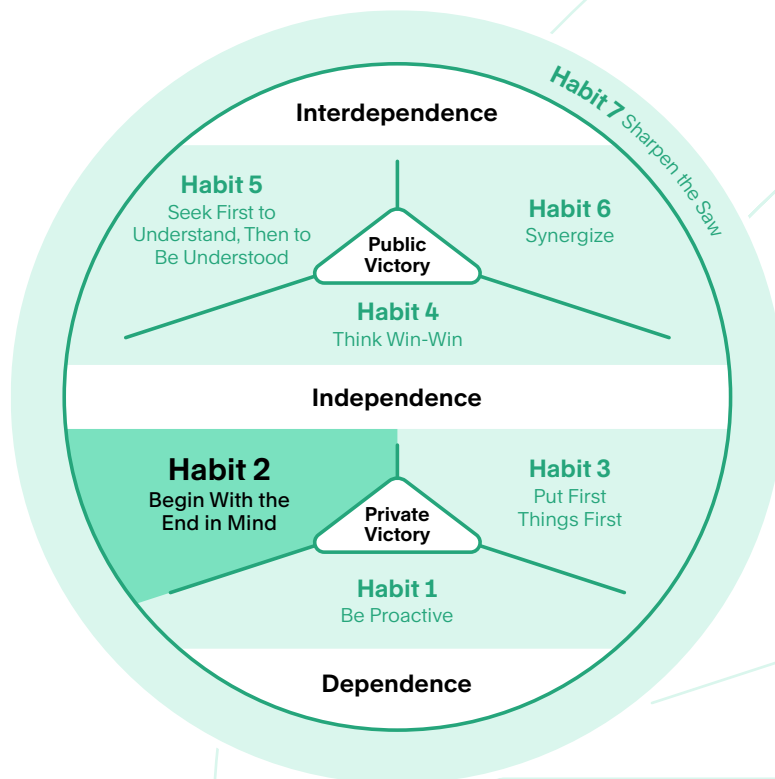 Habit 7 Sharpen the Saw
Interdependence
Habit 5
Seek First to
Understand, Then to
Be Understood
Habit 6
Synergize
Public
Victory
Habit 4
Think Win-Win
Independence
Habit 2
Begin With the
End in Mind
Habit 3
Put First
Things First
Private
Victory
Habit 1
Be Proactive
Dependence